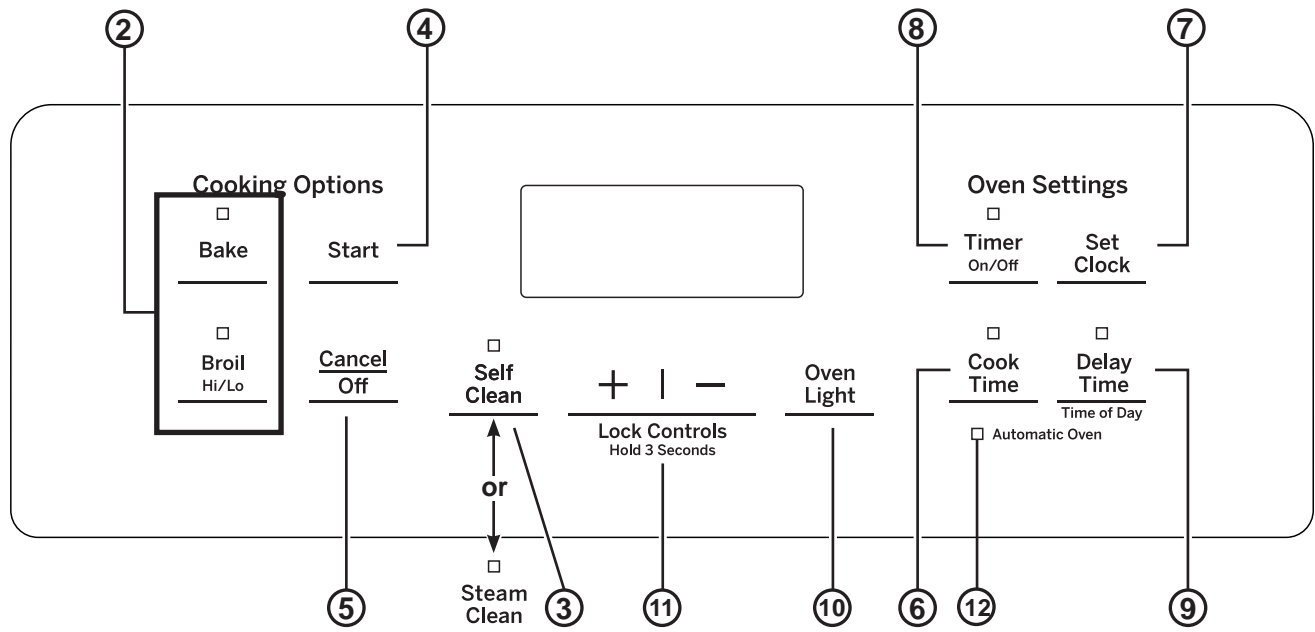 2
4
8
7
Cooking Options
Oven Settings
Bake
Start
Timer
On/Off
Set
Clock
Broil
Hi/Lo
Cancel
Off
Self
Clean
+ | −
Lock Controls
Hold 3 Seconds
Oven
Light
Cook
Time
Delay
Time
Time of Day
Automatic Oven
or
Steam
Clean
5
3
11
10
6
12
9